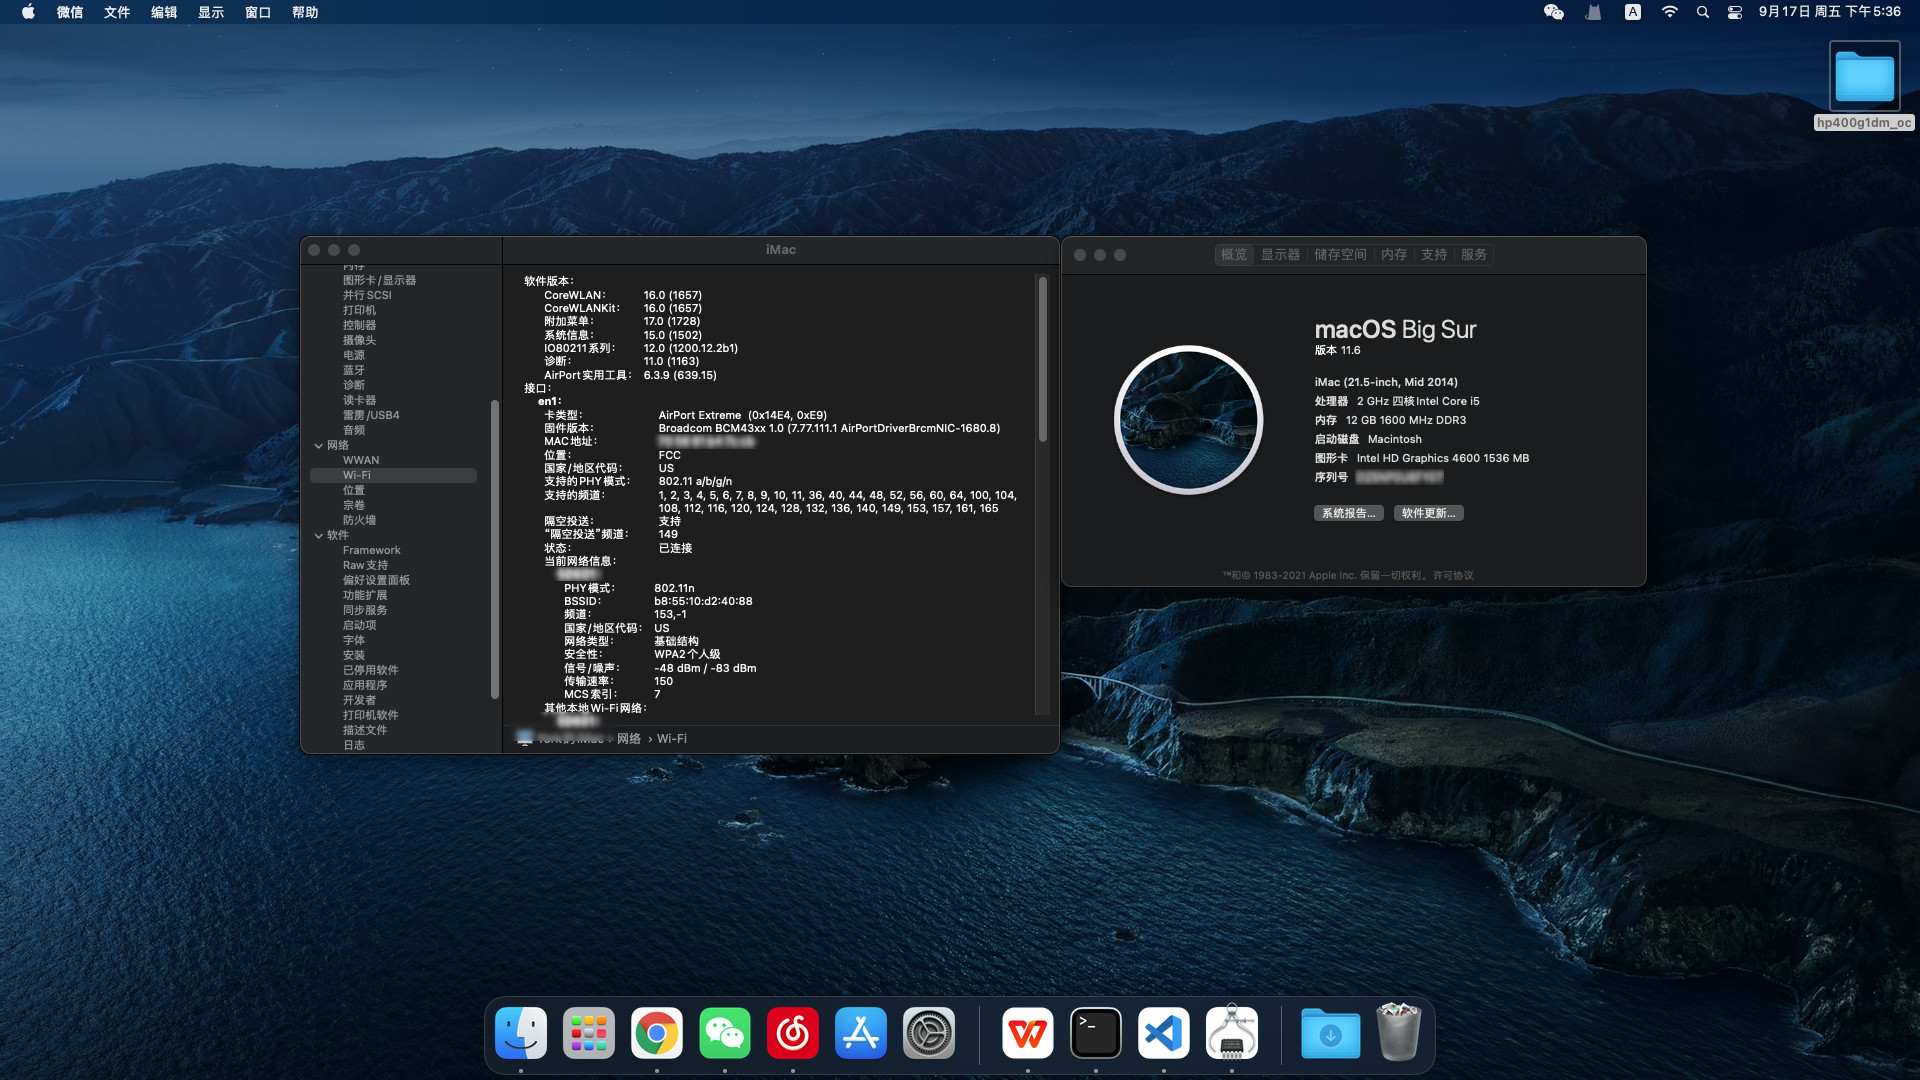 微信 文件 编辑 显示 窗口 帮助
A
9月17日 周五 下午5:36
hp400g1dm_oc
iMac
内存
图形卡/显示器
并行SCSI
打印机
控制器
摄像头
电源
蓝牙
诊断
读卡器
雷雳/USB4
音频
网络
WWAN
Wi-Fi
位置
宗卷
防火墙
软件
Framework
Raw支持
偏好设置面板
功能扩展
同步服务
启动项
字体
安装
已停用软件
应用程序
开发者
打印机软件
描述文件
日志
软件版本：
CoreWLAN： 16.0 (1657)
CoreWLANKit： 16.0 (1657)
附加菜单： 17.0 (1728)
系统信息： 15.0 (1502)
IO80211系列： 12.0 (1200.12.2b1)
诊断： 11.0 (1163)
AirPort实用工具： 6.3.9 (639.15)
接口：
en1：
卡类型： AirPort Extreme (0x14E4, 0xE9)
固件版本： Broadcom BCM43xx 1.0 (7.77.111.1 AirPortDriverBrcmNIC-1680.8)
MAC地址：
位置： FCC
国家/地区代码： US
支持的PHY模式： 802.11 a/b/g/n
支持的频道： 1, 2, 3, 4, 5, 6, 7, 8, 9, 10, 11, 36, 40, 44, 48, 52, 56, 60, 64, 100, 104,
108, 112, 116, 120, 124, 128, 132, 136, 140, 149, 153, 157, 161, 165
隔空投送： 支持
“隔空投送”频道： 149
状态： 已连接
当前网络信息：
PHY模式： 802.11n
BSSID： b8:55:10:d2:40:88
频道： 153,-1
国家/地区代码： US
网络类型： 基础结构
安全性： WPA2个人级
信号/噪声： -48 dBm / -83 dBm
传输速率： 150
MCS索引： 7
其他本地Wi-Fi网络：
› 网络 › Wi-Fi
概览 显示器 储存空间 内存 支持 服务
macOS Big Sur
版本 11.6
iMac (21.5-inch, Mid 2014)
处理器 2 GHz 四核Intel Core i5
内存 12 GB 1600 MHz DDR3
启动磁盘 Macintosh
图形卡 Intel HD Graphics 4600 1536 MB
序列号
系统报告... 软件更新...
™和© 1983-2021 Apple Inc. 保留一切权利。许可协议